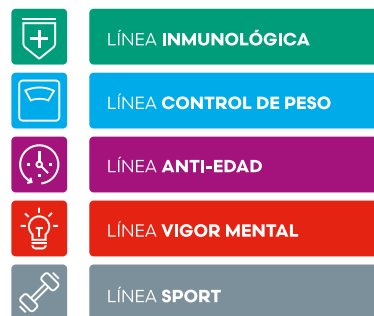 LÍNEA INMUNOLÓGICA
LÍNEA CONTROL DE PESO
LÍNEA ANTI-EDAD
LÍNEA VIGOR MENTAL
LÍNEA SPORT